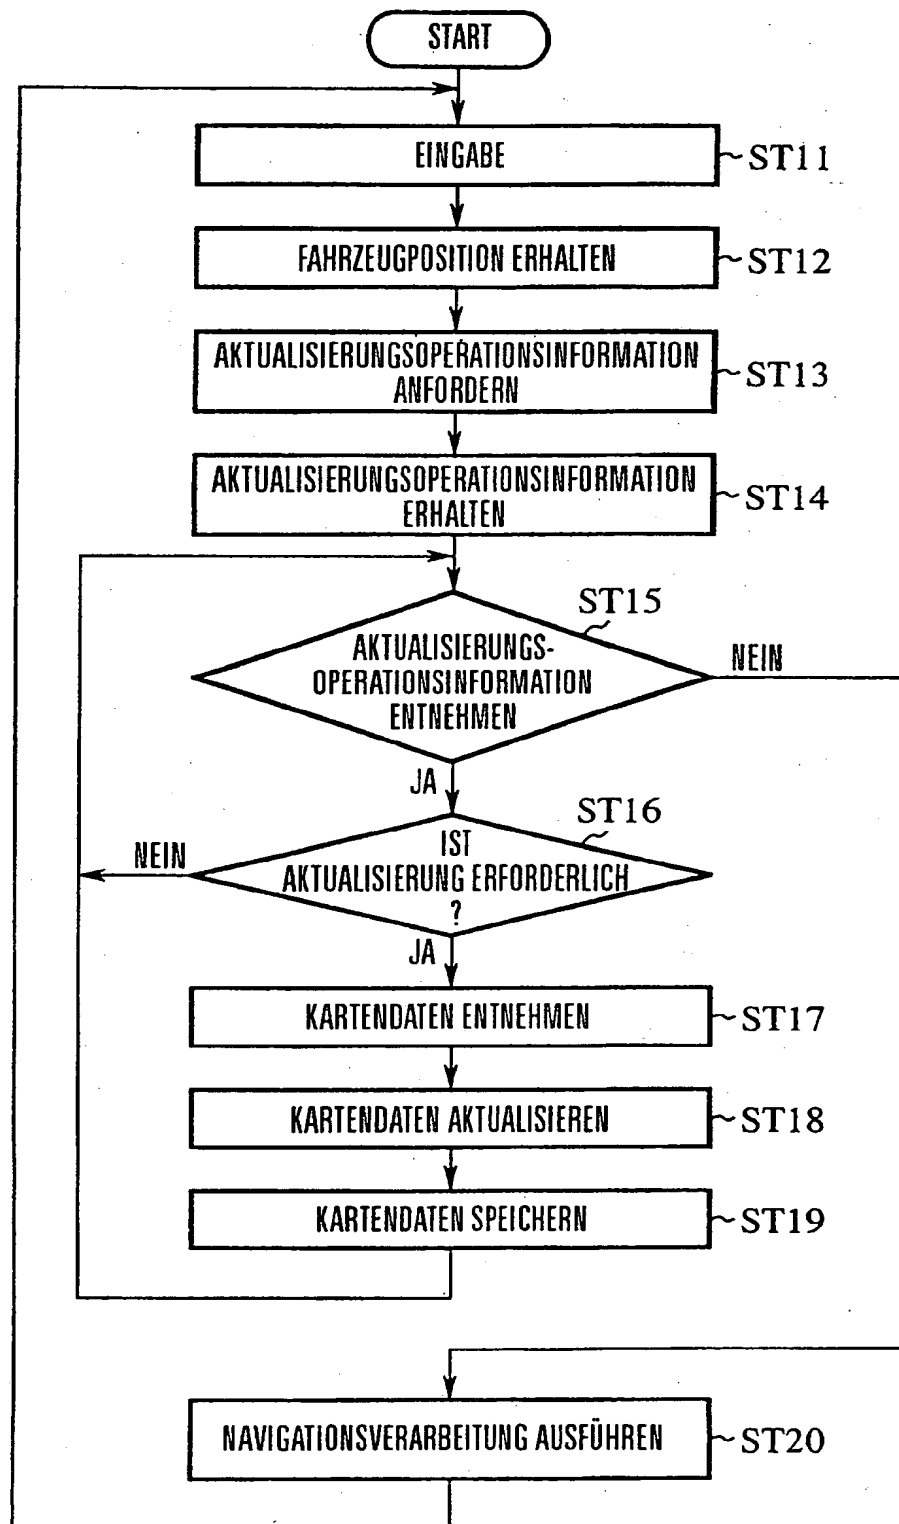 START
EINGABE
ST11
FAHRZEUGPOSITION ERHALTEN
ST12
AKTUALISIERUNGSOPERATIONSINFORMATION
ANFORDERN
ST13
AKTUALISIERUNGSOPERATIONSINFORMATION
ERHALTEN
ST14
ST15
AKTUALISIERUNGS-
OPERATIONSINFORMATION
ENTNEHMEN
NEIN
JA
ST16
IST
AKTUALISIERUNG ERFORDERLICH
?
NEIN
JA
KARTENDATEN ENTNEHMEN
ST17
KARTENDATEN AKTUALISIEREN
ST18
KARTENDATEN SPEICHERN
ST19
NAVIGATIONSVERARBEITUNG AUSFÜHREN
ST20